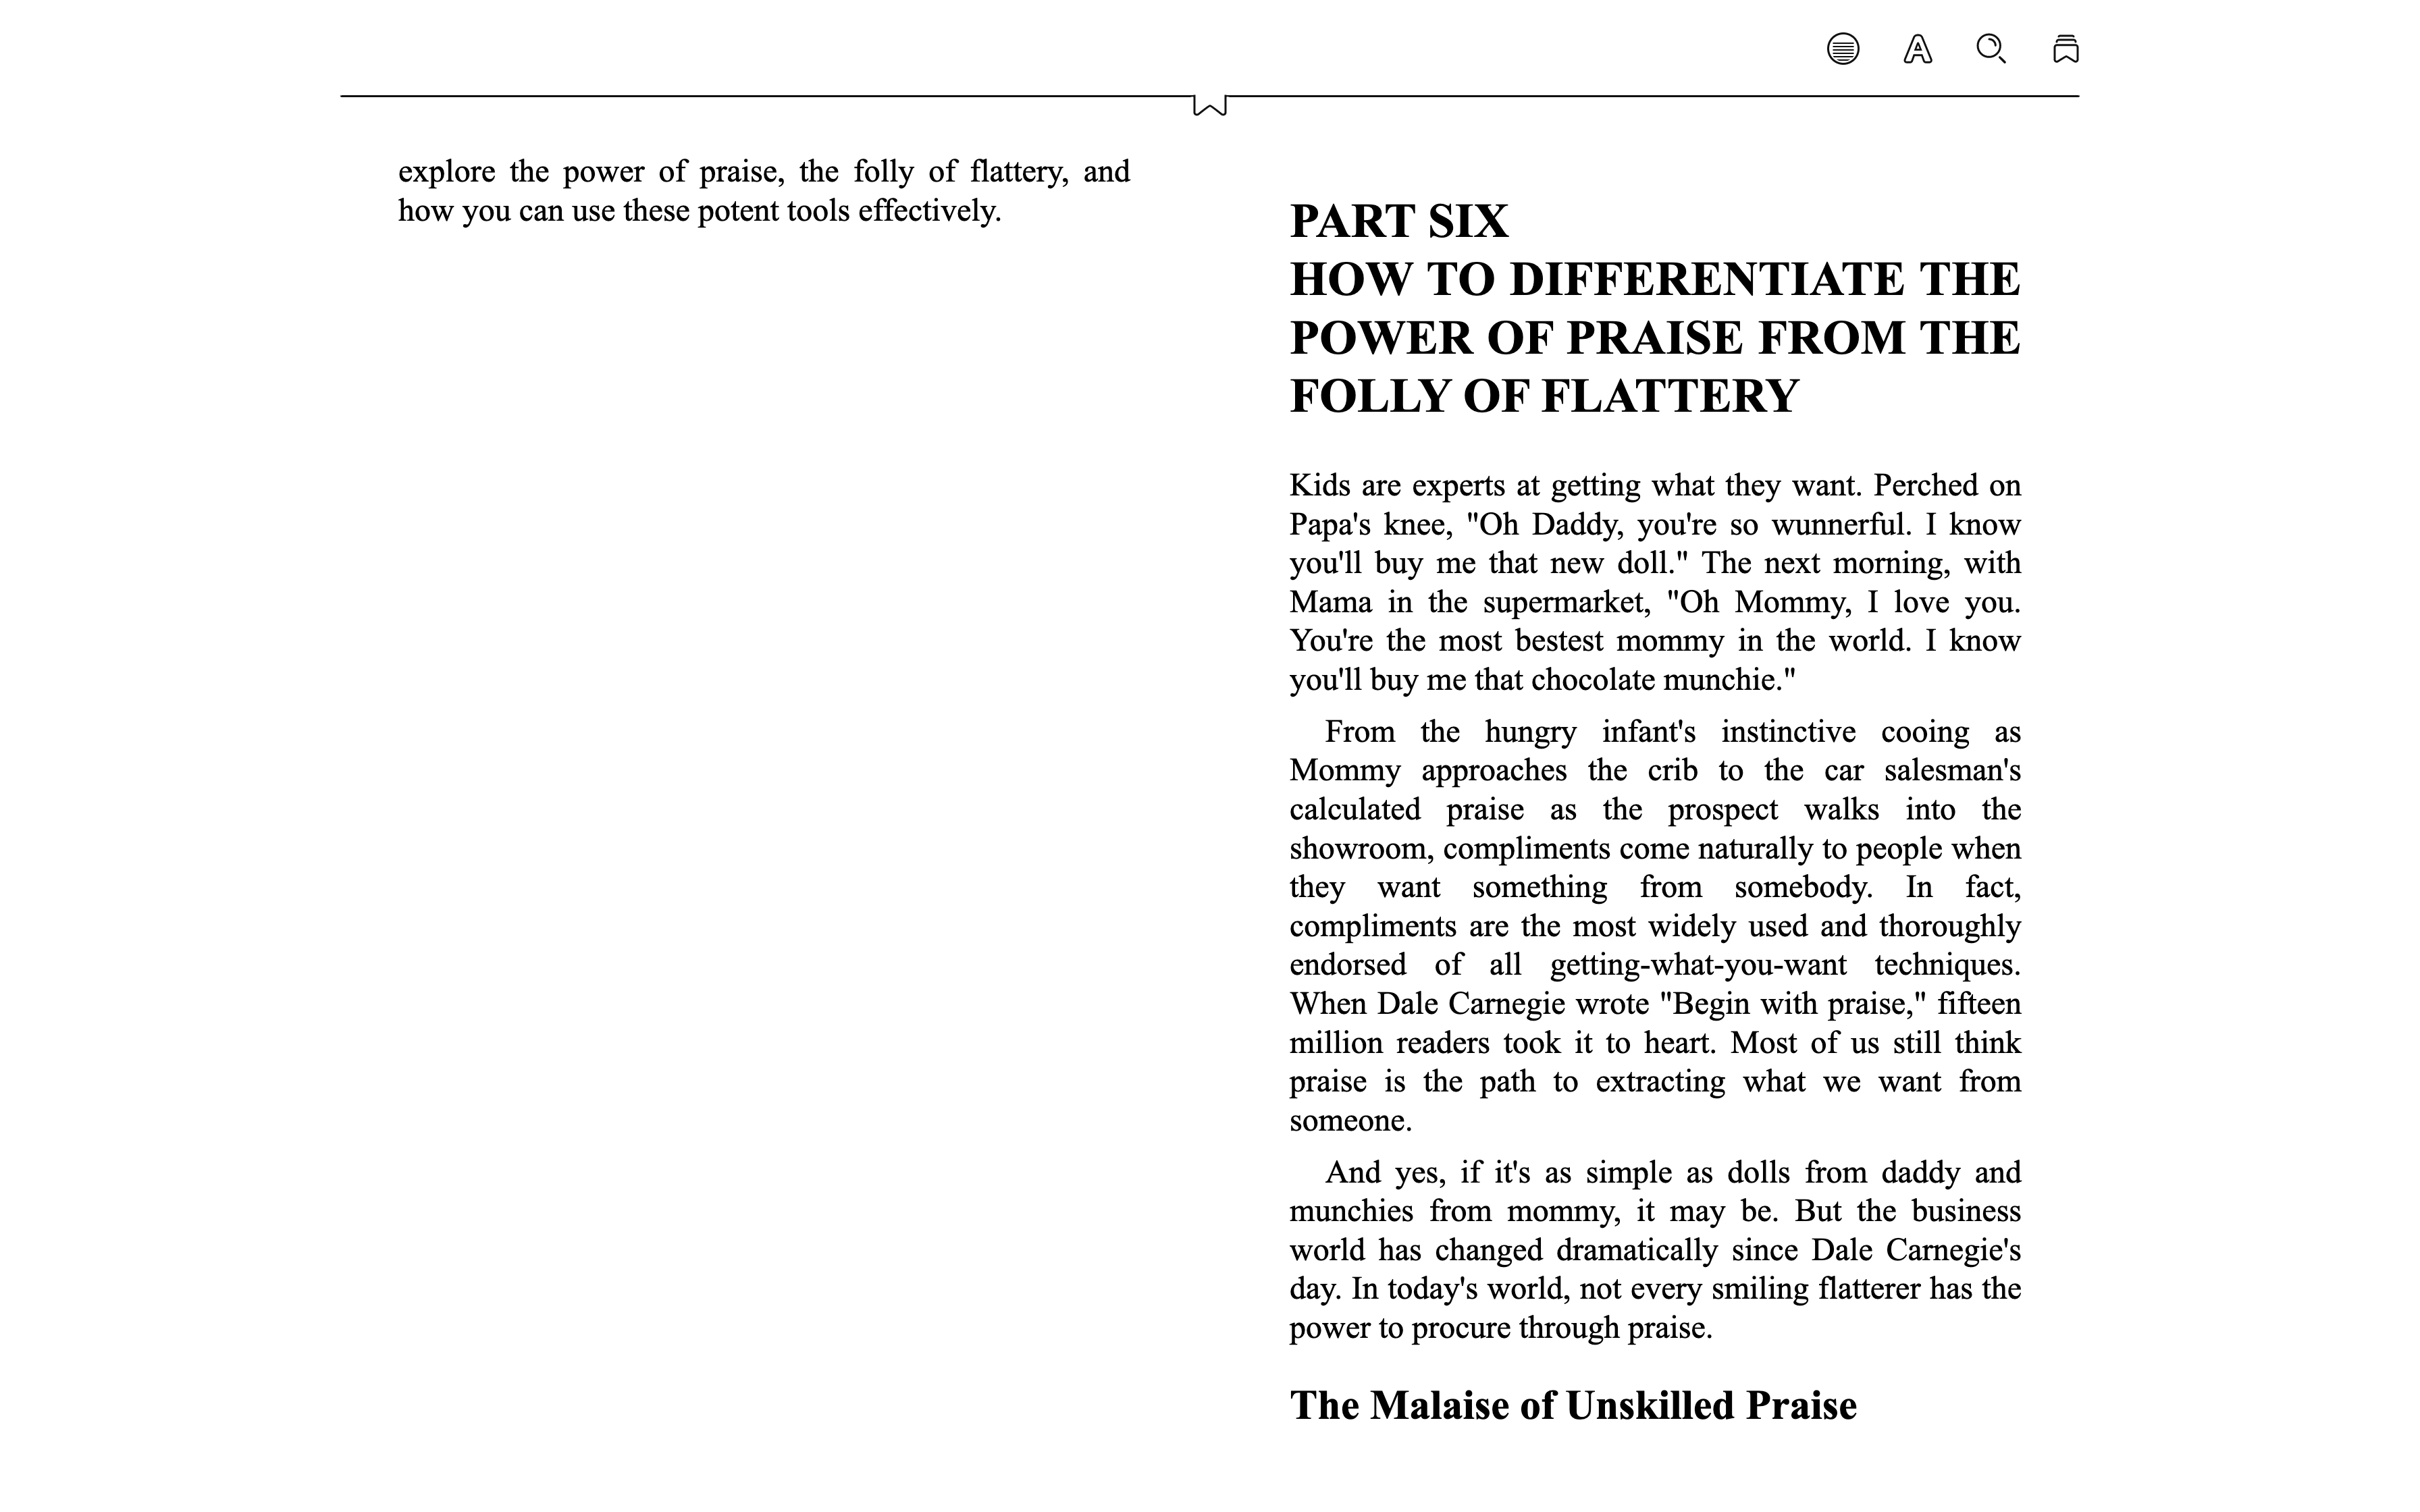 explore the power of praise, the folly of flattery, and
how you can use these potent tools effectively.
PART SIX
HOW TO DIFFERENTIATE THE
POWER OF PRAISE FROM THE
FOLLY OF FLATTERY
Kids are experts at getting what they want. Perched on
Papa's knee, "Oh Daddy, you're so wunnerful. I know
you'll buy me that new doll." The next morning, with
Mama in the supermarket, "Oh Mommy, I love you.
You're the most bestest mommy in the world. I know
you'll buy me that chocolate munchie."
From the hungry infant's instinctive cooing as
Mommy approaches the crib to the car salesman's
calculated praise as the prospect walks into the
showroom, compliments come naturally to people when
they want something from somebody. In fact,
compliments are the most widely used and thoroughly
endorsed of all getting-what-you-want techniques.
When Dale Carnegie wrote "Begin with praise," fifteen
million readers took it to heart. Most of us still think
praise is the path to extracting what we want from
someone.
And yes, if it's as simple as dolls from daddy and
munchies from mommy, it may be. But the business
world has changed dramatically since Dale Carnegie's
day. In today's world, not every smiling flatterer has the
power to procure through praise.
The Malaise of Unskilled Praise